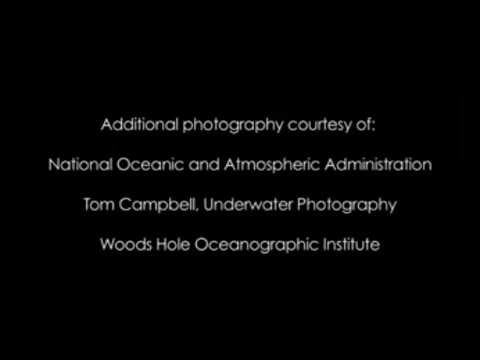 Additional photography courtesy of:
National Oceanic and Atmospheric Administration
Tom Campbell, Underwater Photography
Woods Hole Oceanographic Institute